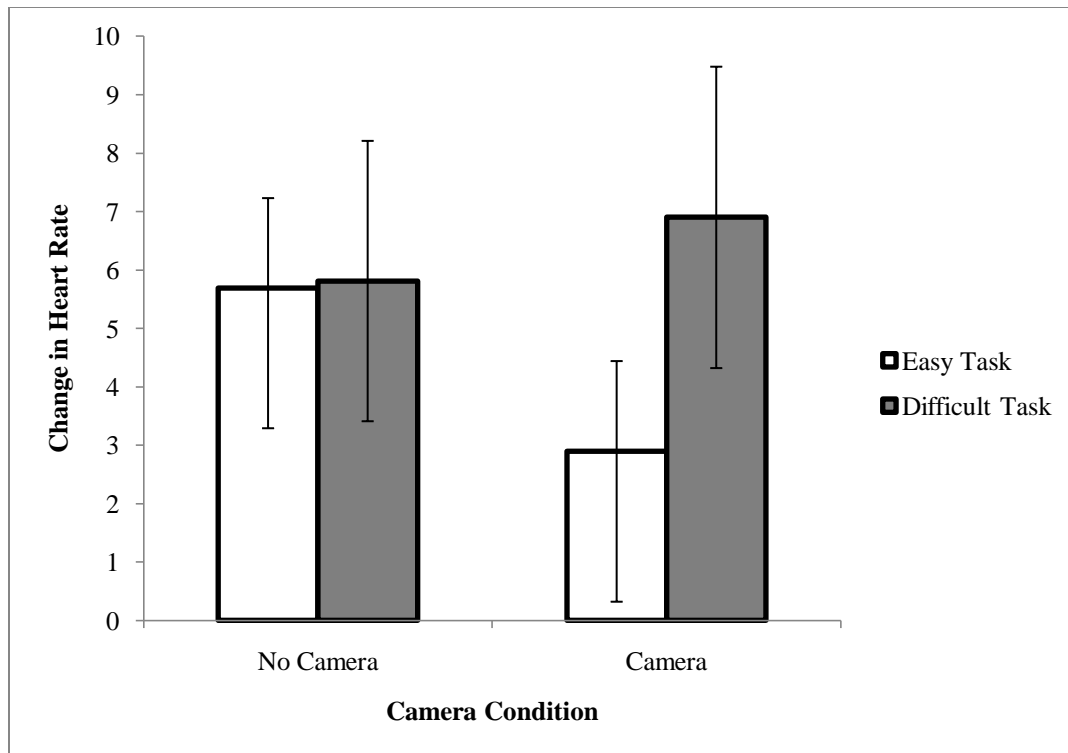 10
9
8
7
6
5
4
3
2
1
0
Change in Heart Rate
No Camera
Camera
Camera Condition
Easy Task
Difficult Task